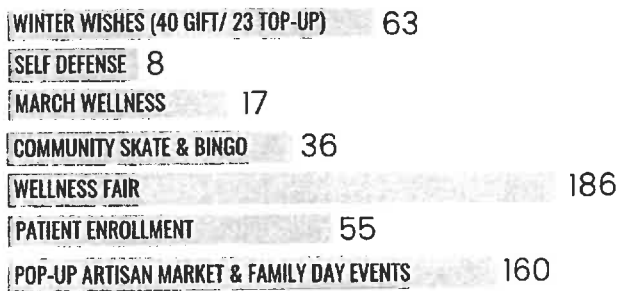 WINTER WISHES (40 GIFT/ 23 TOP-UP) 63
SELF DEFENSE 8
MARCH WELLNESS 17
COMMUNITY SKATE & BINGO 36
WELLNESS FAIR 186
PATIENT ENROLLMENT 55
POP-UP ARTISAN MARKET & FAMILY DAY EVENTS 160